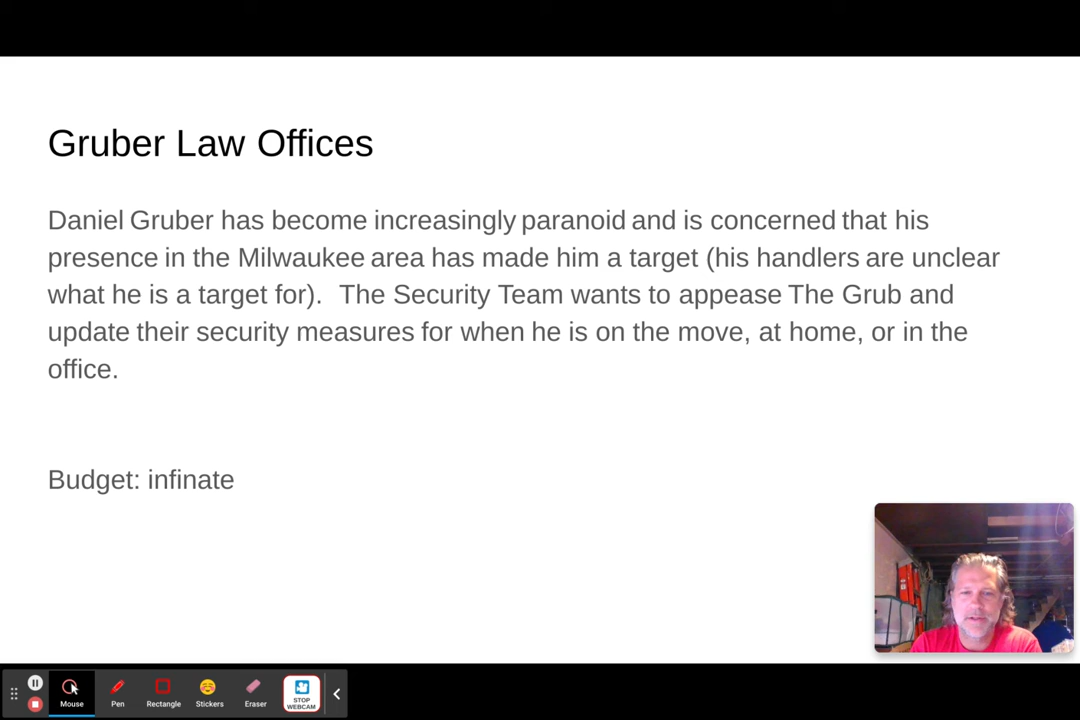 Gruber Law Offices
Daniel Gruber has become increasingly paranoid and is concerned that his
presence in the Milwaukee area has made him a target (his handlers are unclear
what he is a target for).  The Security Team wants to appease The Grub and
update their security measures for when he is on the move, at home, or in the
office.
Budget: infinate
Mouse
Pen
Rectangle
Stickers
Eraser
STOP
WEBCAM